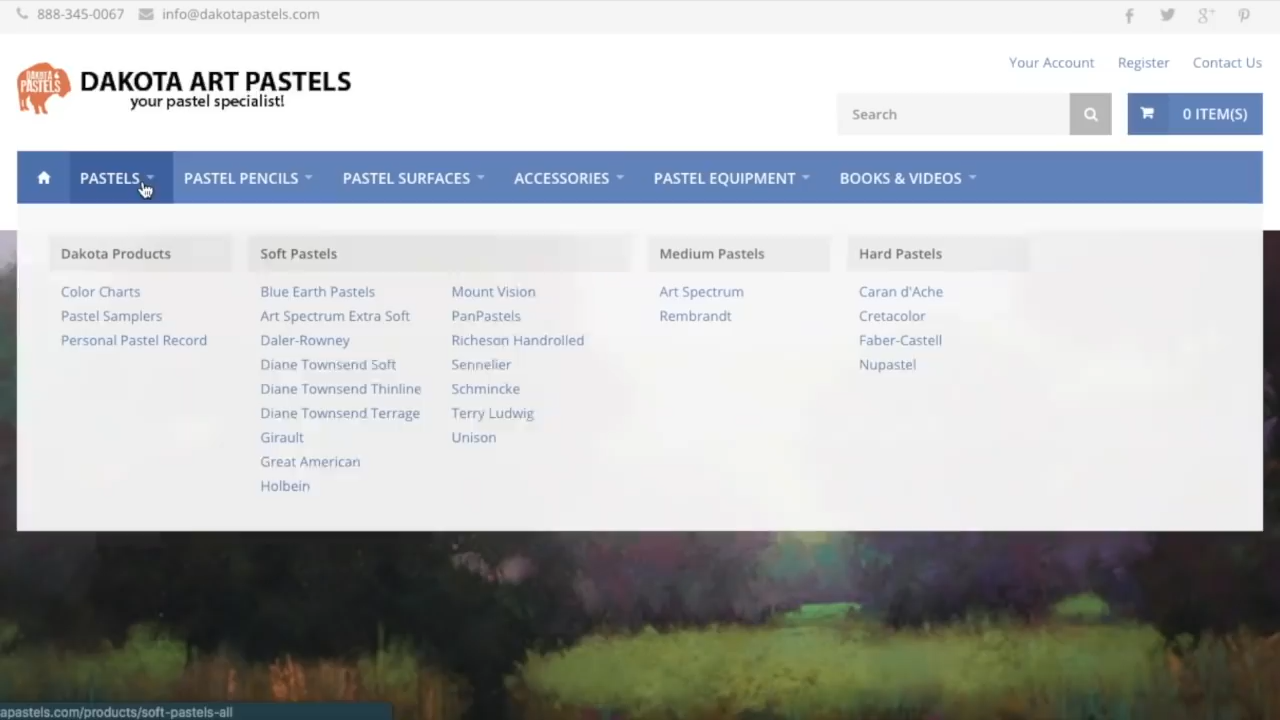 888-345-0067 info@dakotapastels.com
DAKOTA PASTELS
DAKOTA ART PASTELS
your pastel specialist!
Your Account Register Contact Us
Search
0 ITEM(S)
PASTELS PASTEL PENCILS PASTEL SURFACES ACCESSORIES PASTEL EQUIPMENT BOOKS & VIDEOS
Dakota Products
Color Charts
Pastel Samplers
Personal Pastel Record
Soft Pastels
Blue Earth Pastels
Art Spectrum Extra Soft
Daler-Rowney
Diane Townsend Soft
Diane Townsend Thinline
Diane Townsend Terrage
Girault
Great American
Holbein
Mount Vision
PanPastels
Richeson Handrolled
Sennelier
Schmincke
Terry Ludwig
Unison
Medium Pastels
Art Spectrum
Rembrandt
Hard Pastels
Caran d'Ache
Cretacolor
Faber-Castell
Nupastel
apastels.com/products/soft-pastels-all